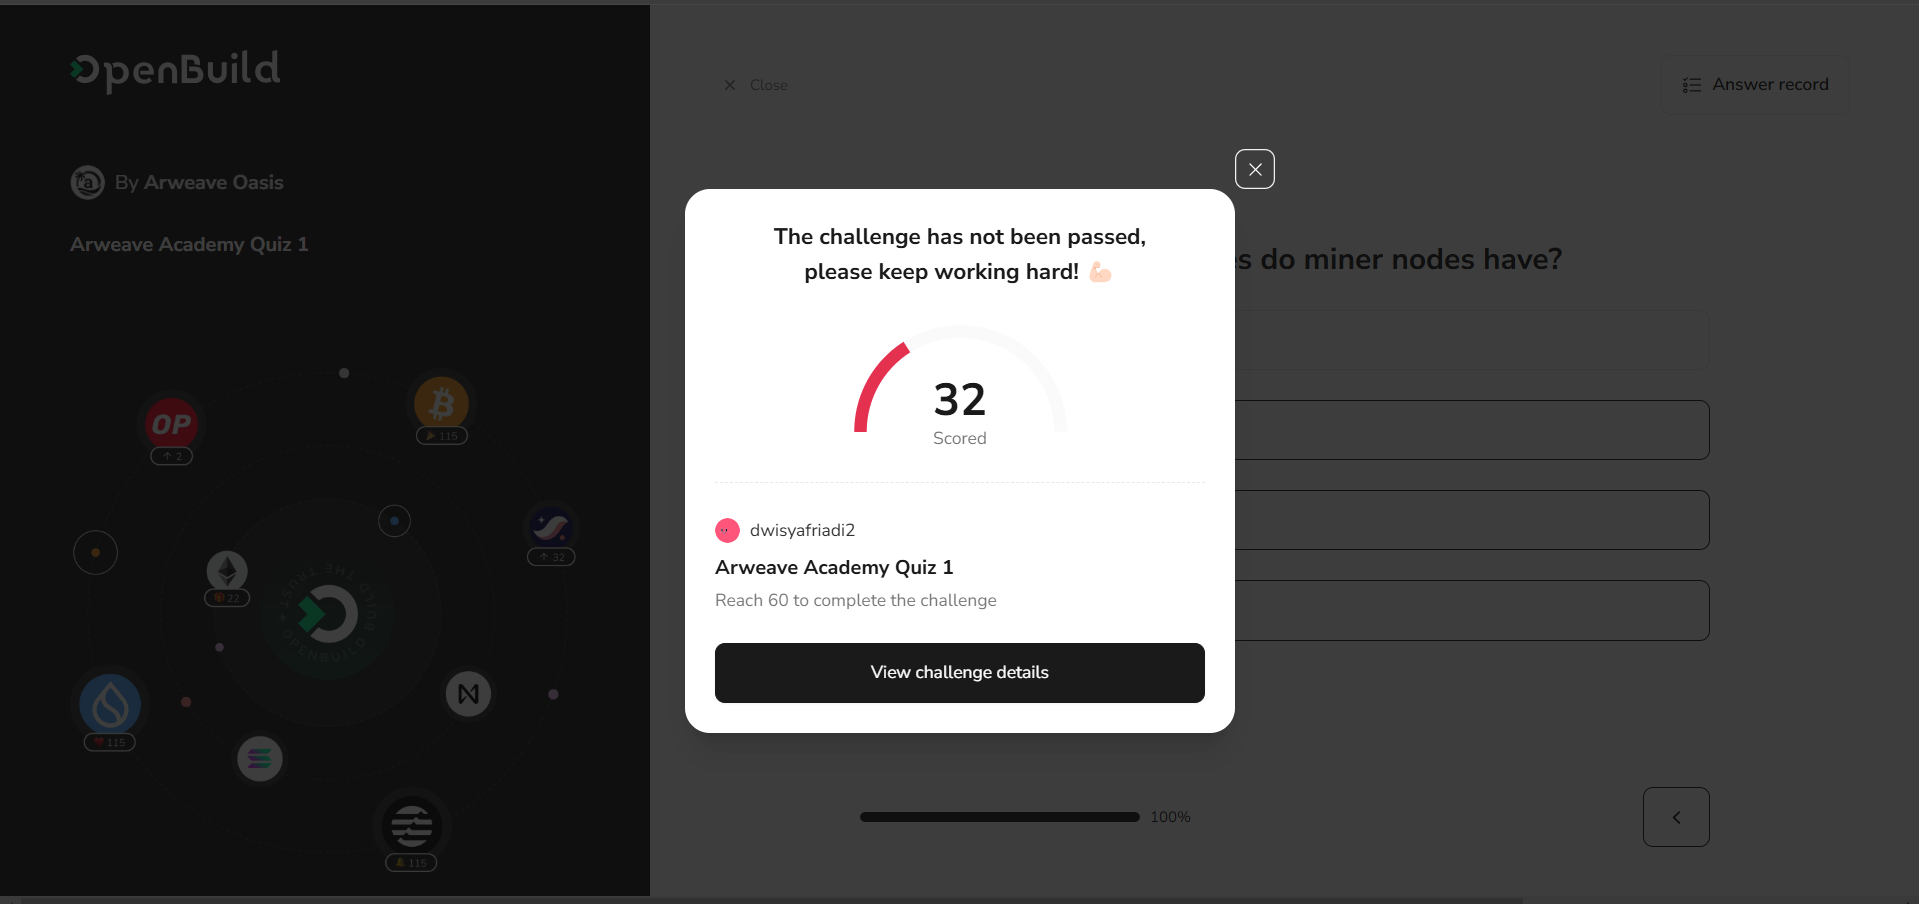 OpenBuild
By Arweave Oasis
Arweave Academy Quiz 1
OP
↑ 2
115
↑ 32
22
BUILD THE TRUST
OPENBUILD
115
115
× Close
Answer record
es do miner nodes have?
The challenge has not been passed,
please keep working hard! 💪🏻
32
Scored
dwisyafriadi2
Arweave Academy Quiz 1
Reach 60 to complete the challenge
View challenge details
100%